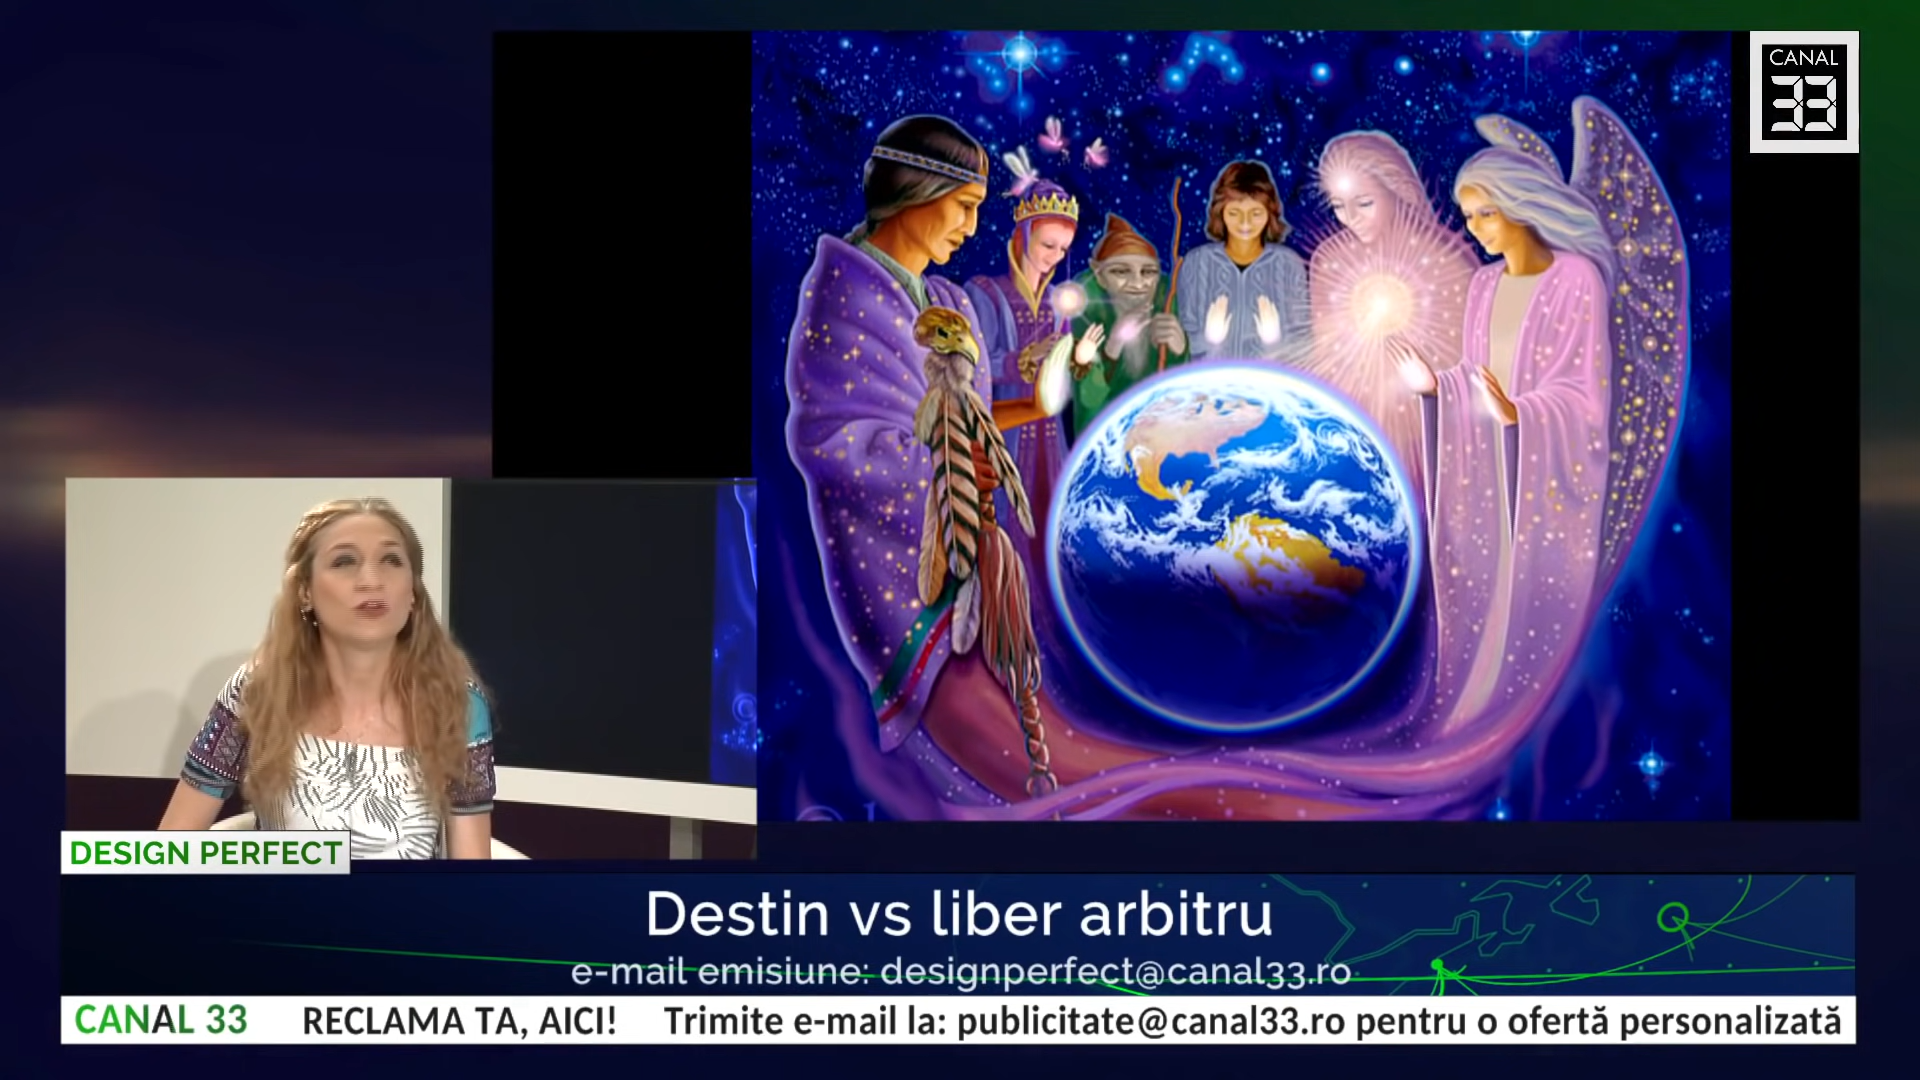 CANAL
33
DESIGN PERFECT
Destin vs liber arbitru
e-mail emisiune: designperfect@canal33.ro
CANAL 33 RECLAMA TA, AICI! Trimite e-mail la: publicitate@canal33.ro pentru o ofertă personalizată